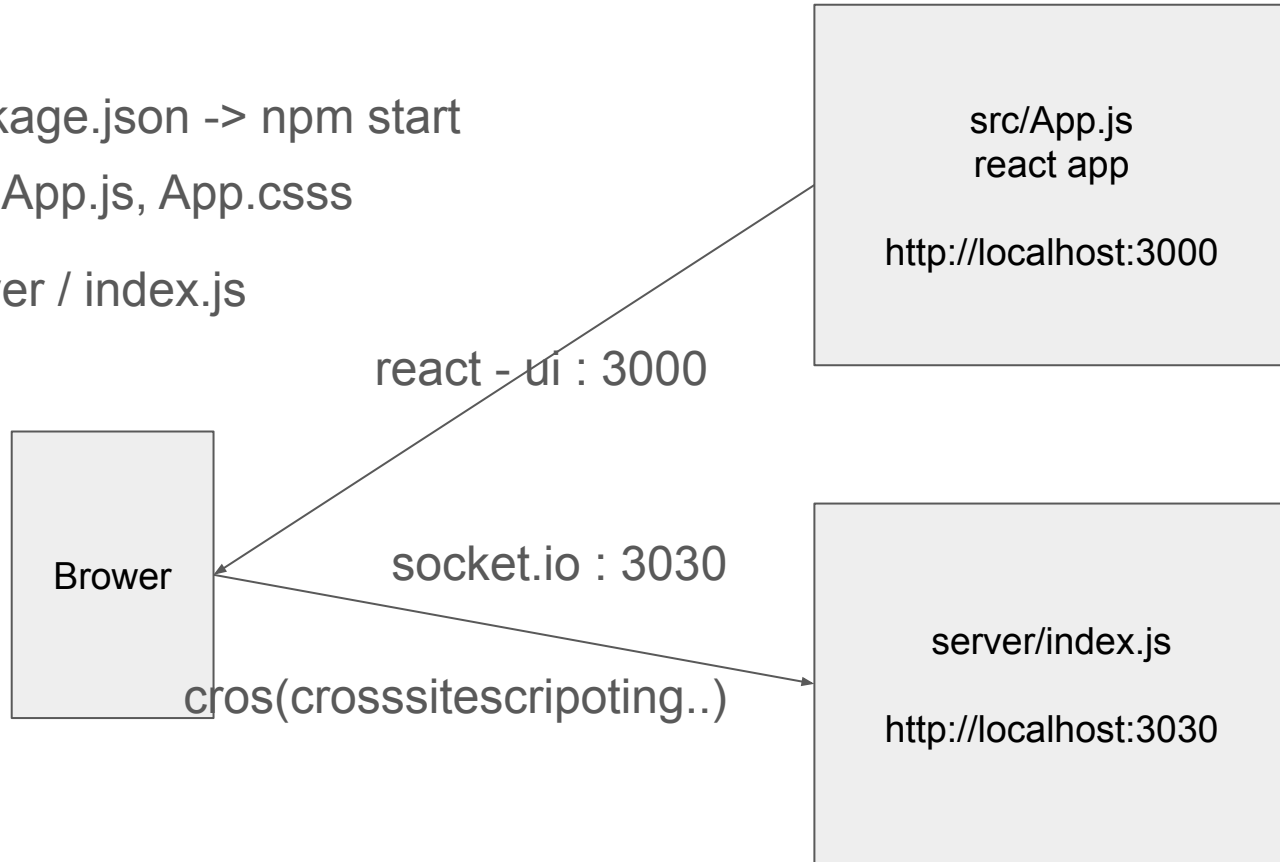 kage.json -> npm start
App.js, App.csss
er / index.js
src/App.js
react app
http://localhost:3000
react - ui : 3000
Brower
socket.io : 3030
cros(crosssitescripoting..)
server/index.js
http://localhost:3030